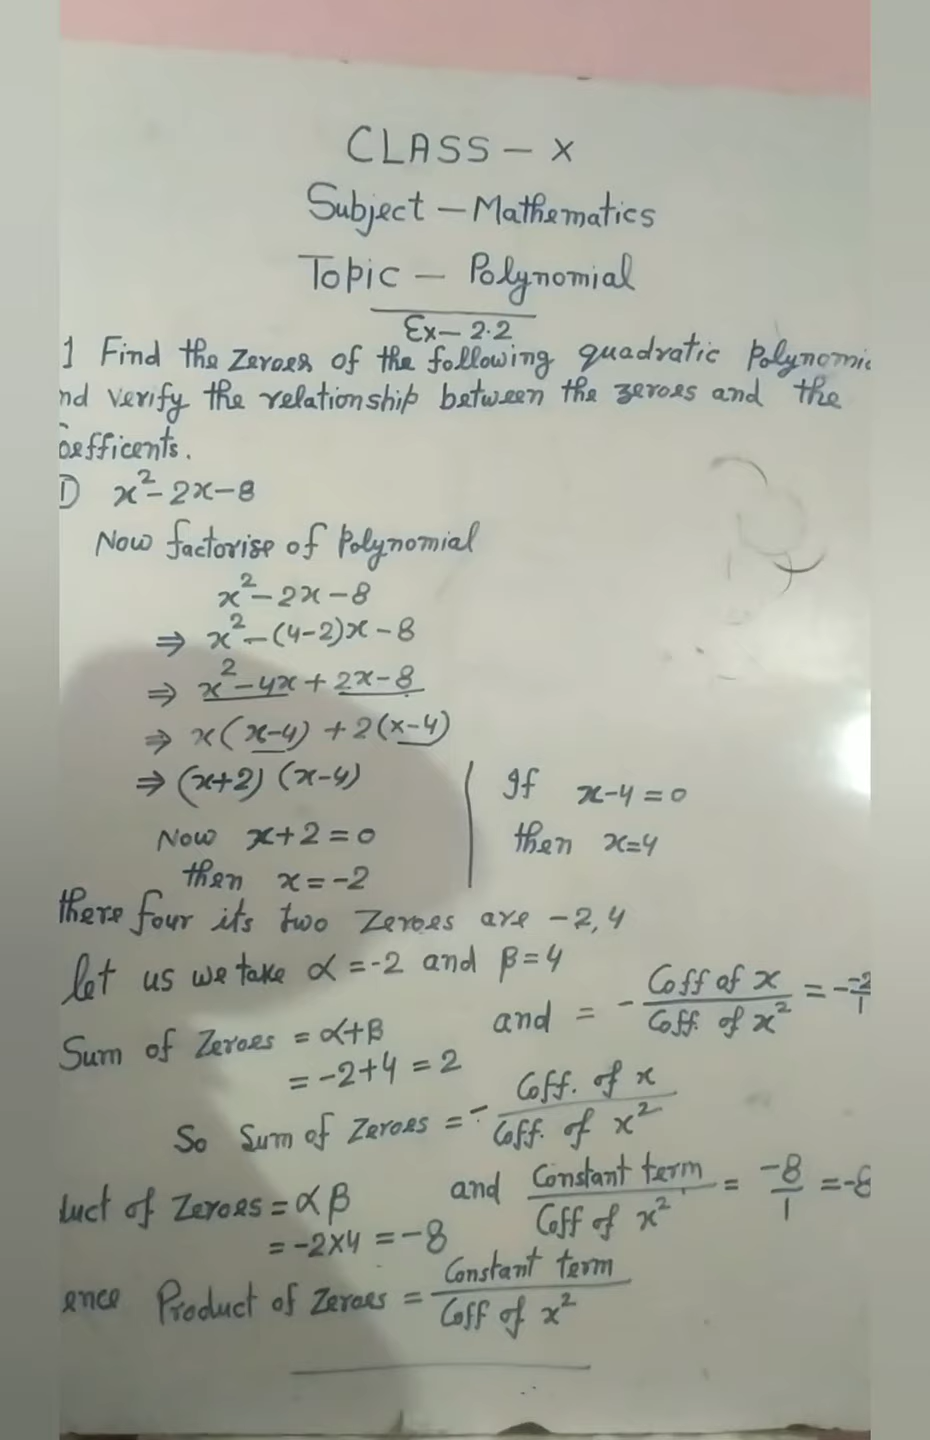 CLASS – X
Subject – Mathematics
Topic – Polynomial
Ex – 2.2
1 Find the Zeroes of the following quadratic Polynomi
nd verify the relationship between the zeroes and the
oefficents.
① x² - 2x - 8
Now factorise of Polynomial
x² - 2x - 8
⇒ x² - (4-2)x - 8
⇒ x² - 4x + 2x - 8
⇒ x(x-4) + 2(x-4)
⇒ (x+2) (x-4)
Now x+2 = 0
then x = -2
If x-4 = 0
then x=4
there four its two Zeroes are -2, 4
let us we take α = -2 and β = 4
Sum of Zeroes = α+β
= -2+4 = 2
and = - Coff of x / Coff. of x² = - -2/1
So Sum of Zeroes = - Coff. of x / Coff. of x²
duct of Zeroes = α β
= -2×4 = -8
and Constant term / Coff of x² = -8/1 = -8
ence Product of Zeroes = Constant term / Coff of x²